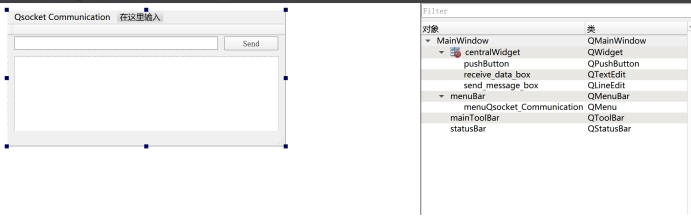 Qsocket Communication 在这里输入
Send
Filter
对象 类
MainWindow QMainWindow
centralWidget QWidget
pushButton QPushButton
receive_data_box QTextEdit
send_message_box QLineEdit
menuBar QMenuBar
menuQsocket_Communication QMenu
mainToolBar QToolBar
statusBar QStatusBar